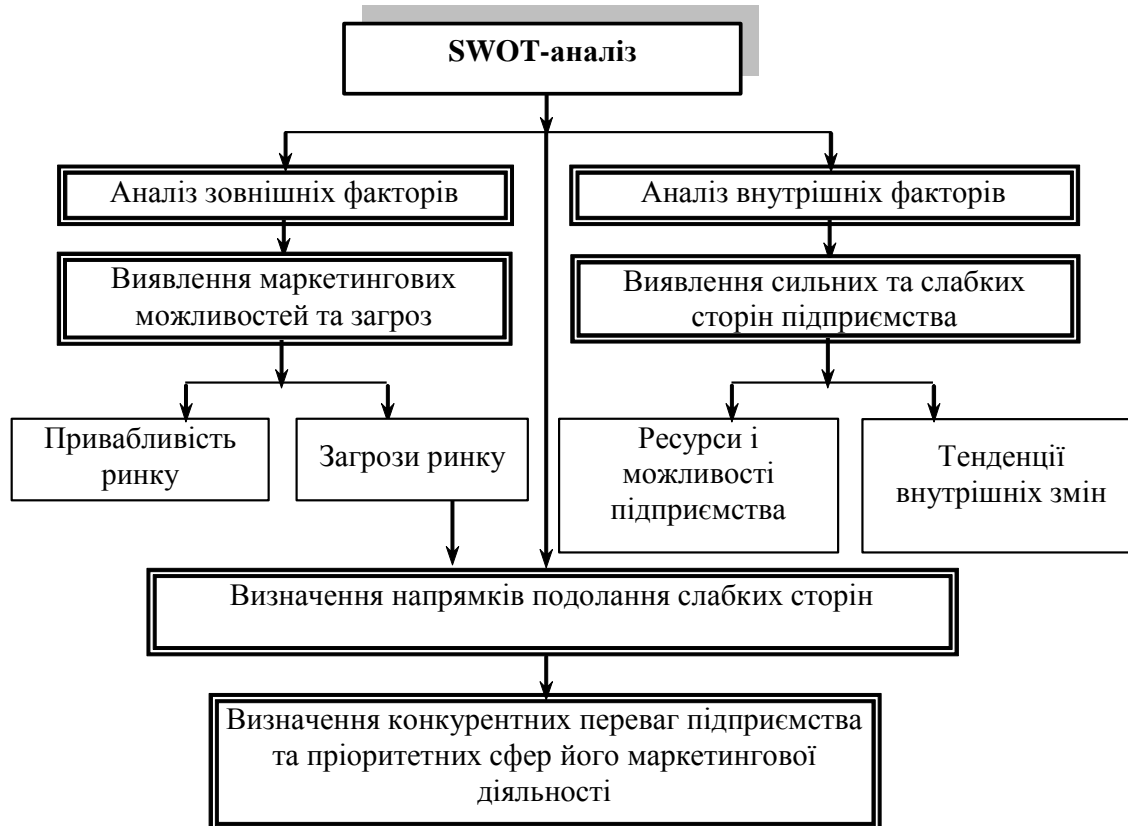 SWOT-аналіз
Аналіз зовнішніх факторів
Аналіз внутрішніх факторів
Виявлення маркетингових
можливостей та загроз
Виявлення сильних та слабких
сторін підприємства
Привабливість
ринку
Загрози ринку
Ресурси і
можливості
підприємства
Тенденції
внутрішніх змін
Визначення напрямків подолання слабких сторін
Визначення конкурентних переваг підприємства
та пріоритетних сфер його маркетингової
діяльності